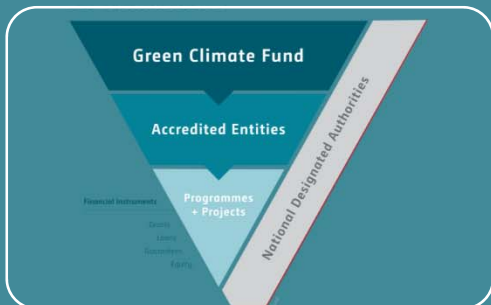 Green Climate Fund
Accredited Entities
Programmes
+ Projects
National Designated Authorities
Financial Instruments
Grants
Loans
Guarantees
Equity